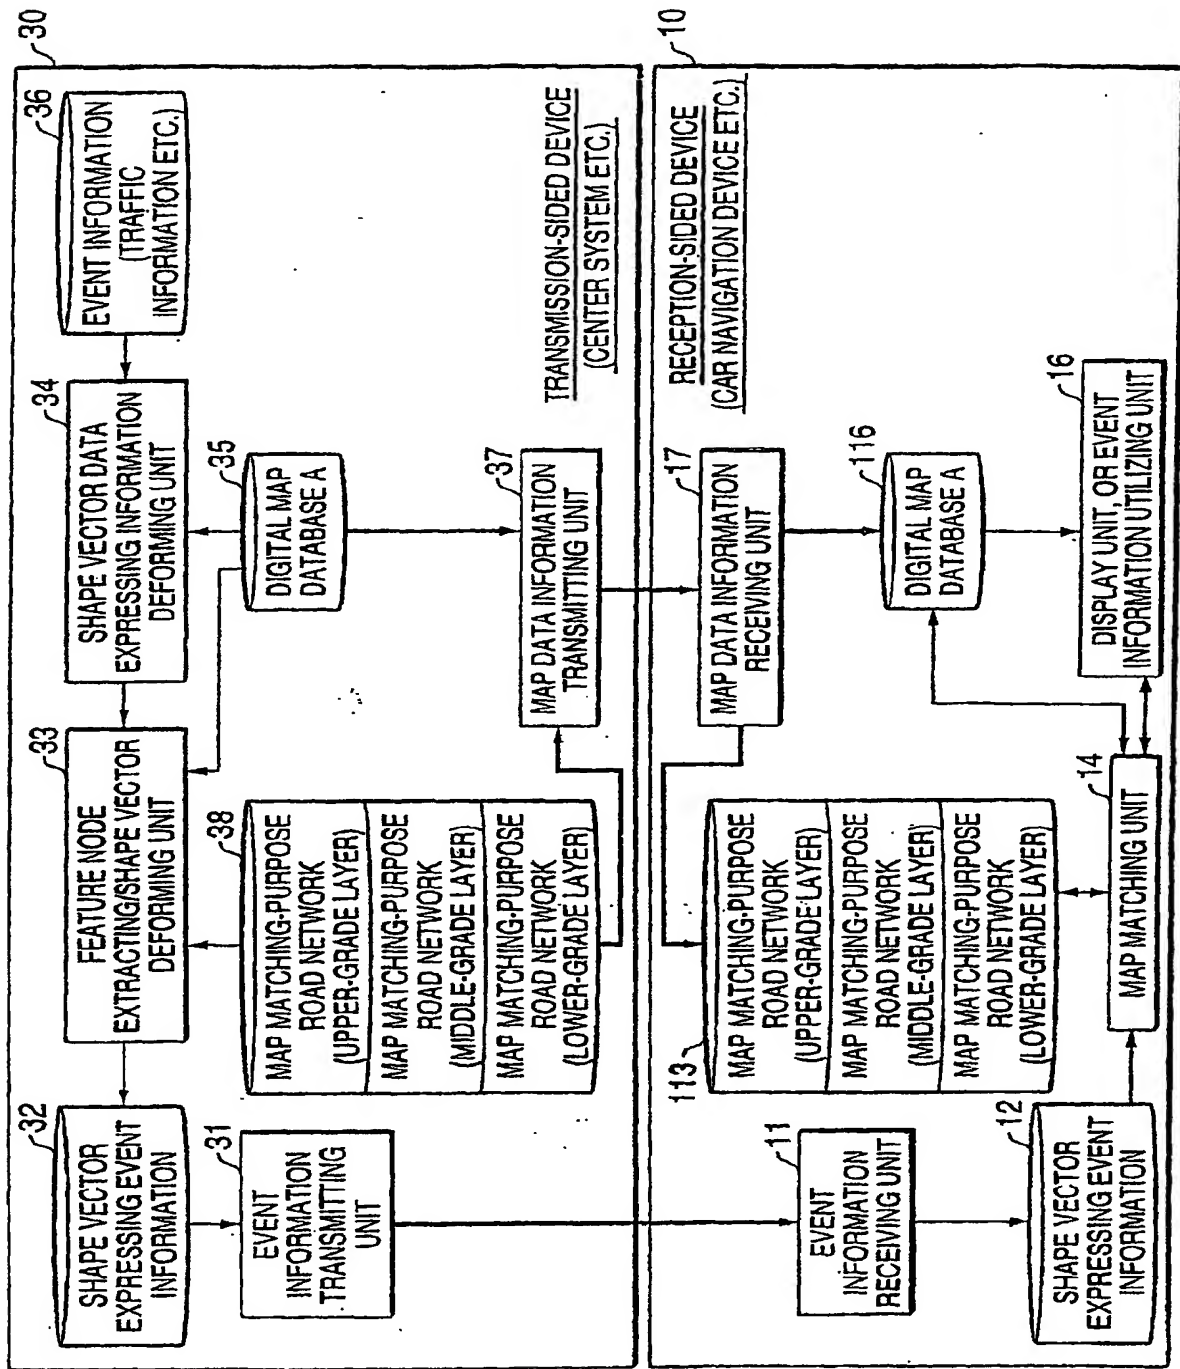 30
36
EVENT INFORMATION
(TRAFFIC
INFORMATION ETC.)
34
SHAPE VECTOR DATA
EXPRESSING INFORMATION
DEFORMING UNIT
33
FEATURE NODE
EXTRACTING/SHAPE VECTOR
DEFORMING UNIT
32
SHAPE VECTOR
EXPRESSING EVENT
INFORMATION
35
DIGITAL MAP
DATABASE A
38
MAP MATCHING-PURPOSE
ROAD NETWORK
(UPPER-GRADE LAYER)
MAP MATCHING-PURPOSE
ROAD NETWORK
(MIDDLE-GRADE LAYER)
MAP MATCHING-PURPOSE
ROAD NETWORK
(LOWER-GRADE LAYER)
31
EVENT
INFORMATION
TRANSMITTING
UNIT
37
MAP DATA INFORMATION
TRANSMITTING UNIT
TRANSMISSION-SIDED DEVICE
(CENTER SYSTEM ETC.)
10
RECEPTION-SIDED DEVICE
(CAR NAVIGATION DEVICE ETC.)
17
MAP DATA INFORMATION
RECEIVING UNIT
11
EVENT
INFORMATION
RECEIVING UNIT
113
MAP MATCHING-PURPOSE
ROAD NETWORK
(UPPER-GRADE LAYER)
MAP MATCHING-PURPOSE
ROAD NETWORK
(MIDDLE-GRADE LAYER)
MAP MATCHING-PURPOSE
ROAD NETWORK
(LOWER-GRADE LAYER)
116
DIGITAL MAP
DATABASE A
12
SHAPE VECTOR
EXPRESSING EVENT
INFORMATION
14
MAP MATCHING UNIT
16
DISPLAY UNIT, OR EVENT
INFORMATION UTILIZING UNIT